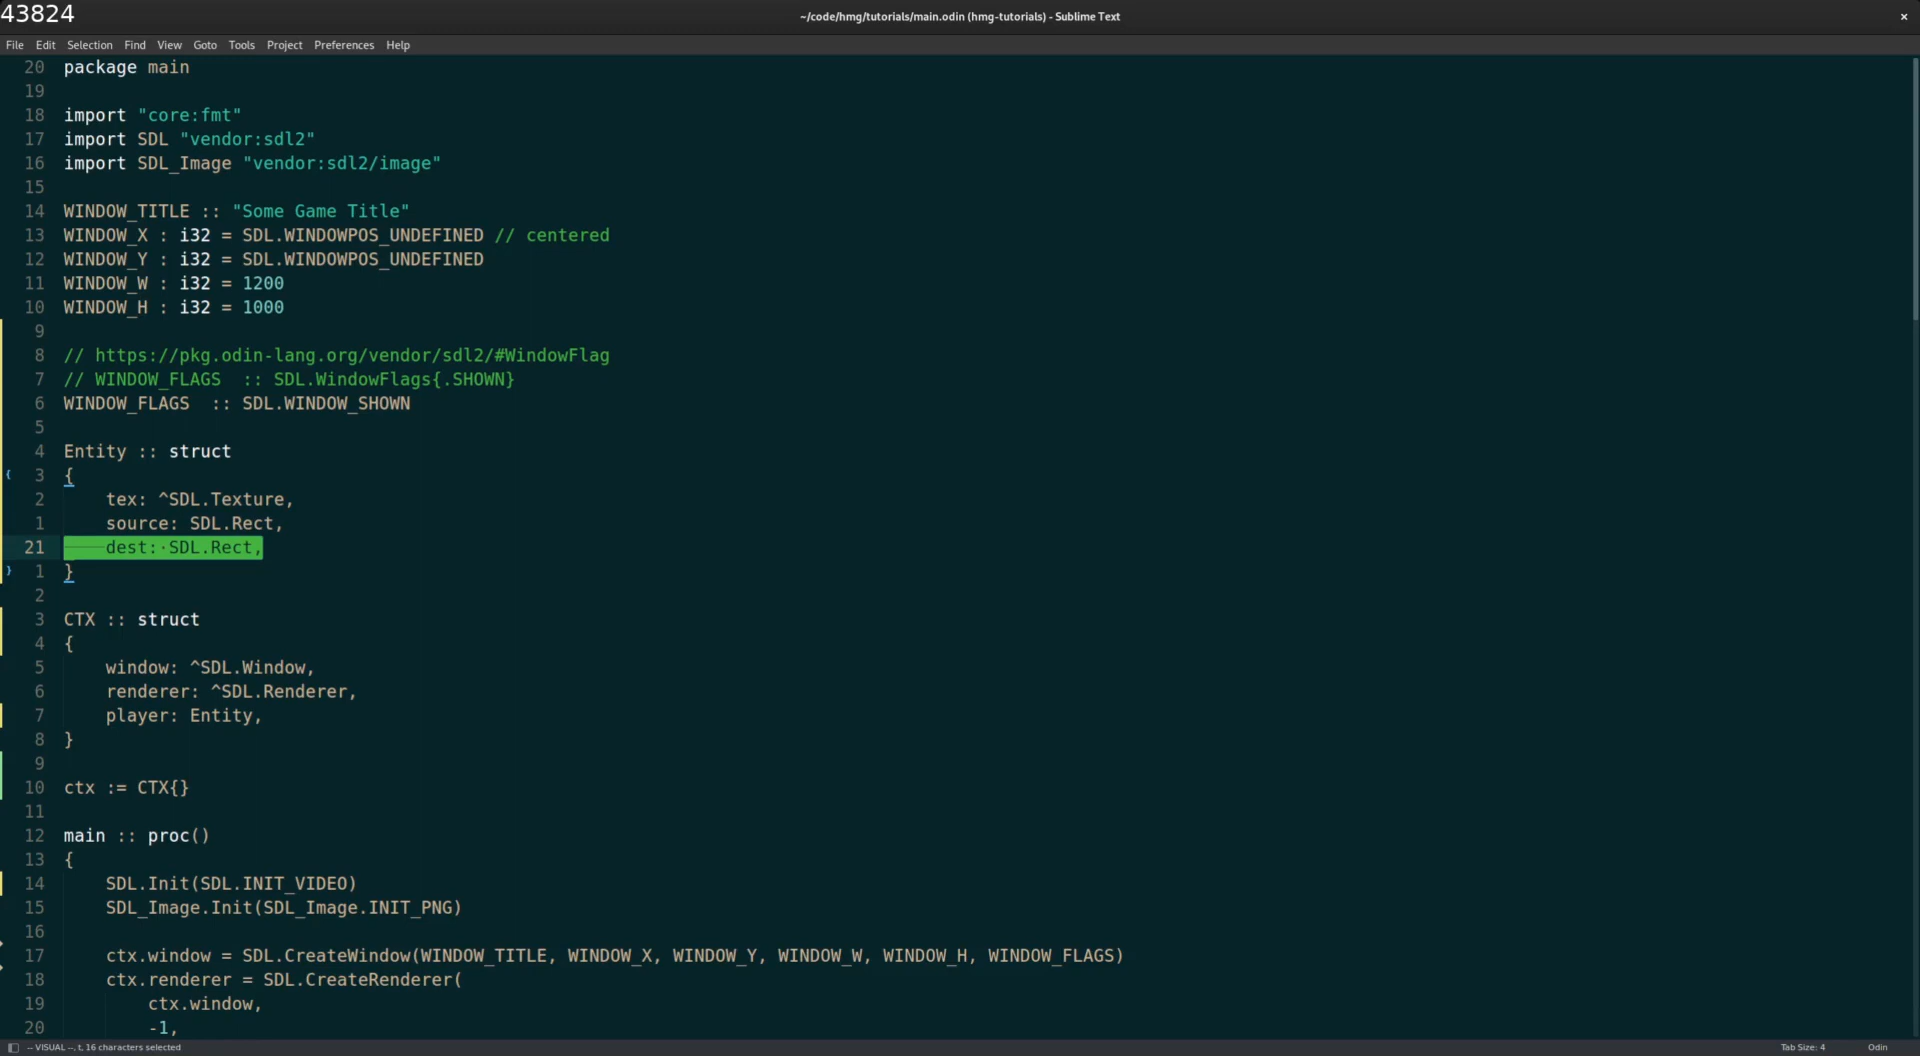 43824
~/code/hmg/tutorials/main.odin (hmg-tutorials) - Sublime Text
×
File Edit Selection Find View Goto Tools Project Preferences Help
20 package main
19
18 import "core:fmt"
17 import SDL "vendor:sdl2"
16 import SDL_Image "vendor:sdl2/image"
15
14 WINDOW_TITLE :: "Some Game Title"
13 WINDOW_X : i32 = SDL.WINDOWPOS_UNDEFINED // centered
12 WINDOW_Y : i32 = SDL.WINDOWPOS_UNDEFINED
11 WINDOW_W : i32 = 1200
10 WINDOW_H : i32 = 1000
9
8 // https://pkg.odin-lang.org/vendor/sdl2/#WindowFlag
7 // WINDOW_FLAGS  :: SDL.WindowFlags{.SHOWN}
6 WINDOW_FLAGS  :: SDL.WINDOW_SHOWN
5
4 Entity :: struct
{ 3 {
2     tex: ^SDL.Texture,
1     source: SDL.Rect,
21     dest:·SDL.Rect,
} 1 }
2
3 CTX :: struct
4 {
5     window: ^SDL.Window,
6     renderer: ^SDL.Renderer,
7     player: Entity,
8 }
9
10 ctx := CTX{}
11
12 main :: proc()
13 {
14     SDL.Init(SDL.INIT_VIDEO)
15     SDL_Image.Init(SDL_Image.INIT_PNG)
16
17     ctx.window = SDL.CreateWindow(WINDOW_TITLE, WINDOW_X, WINDOW_Y, WINDOW_W, WINDOW_H, WINDOW_FLAGS)
18     ctx.renderer = SDL.CreateRenderer(
19         ctx.window,
20         -1,
-- VISUAL --, t, 16 characters selected Tab Size: 4 Odin